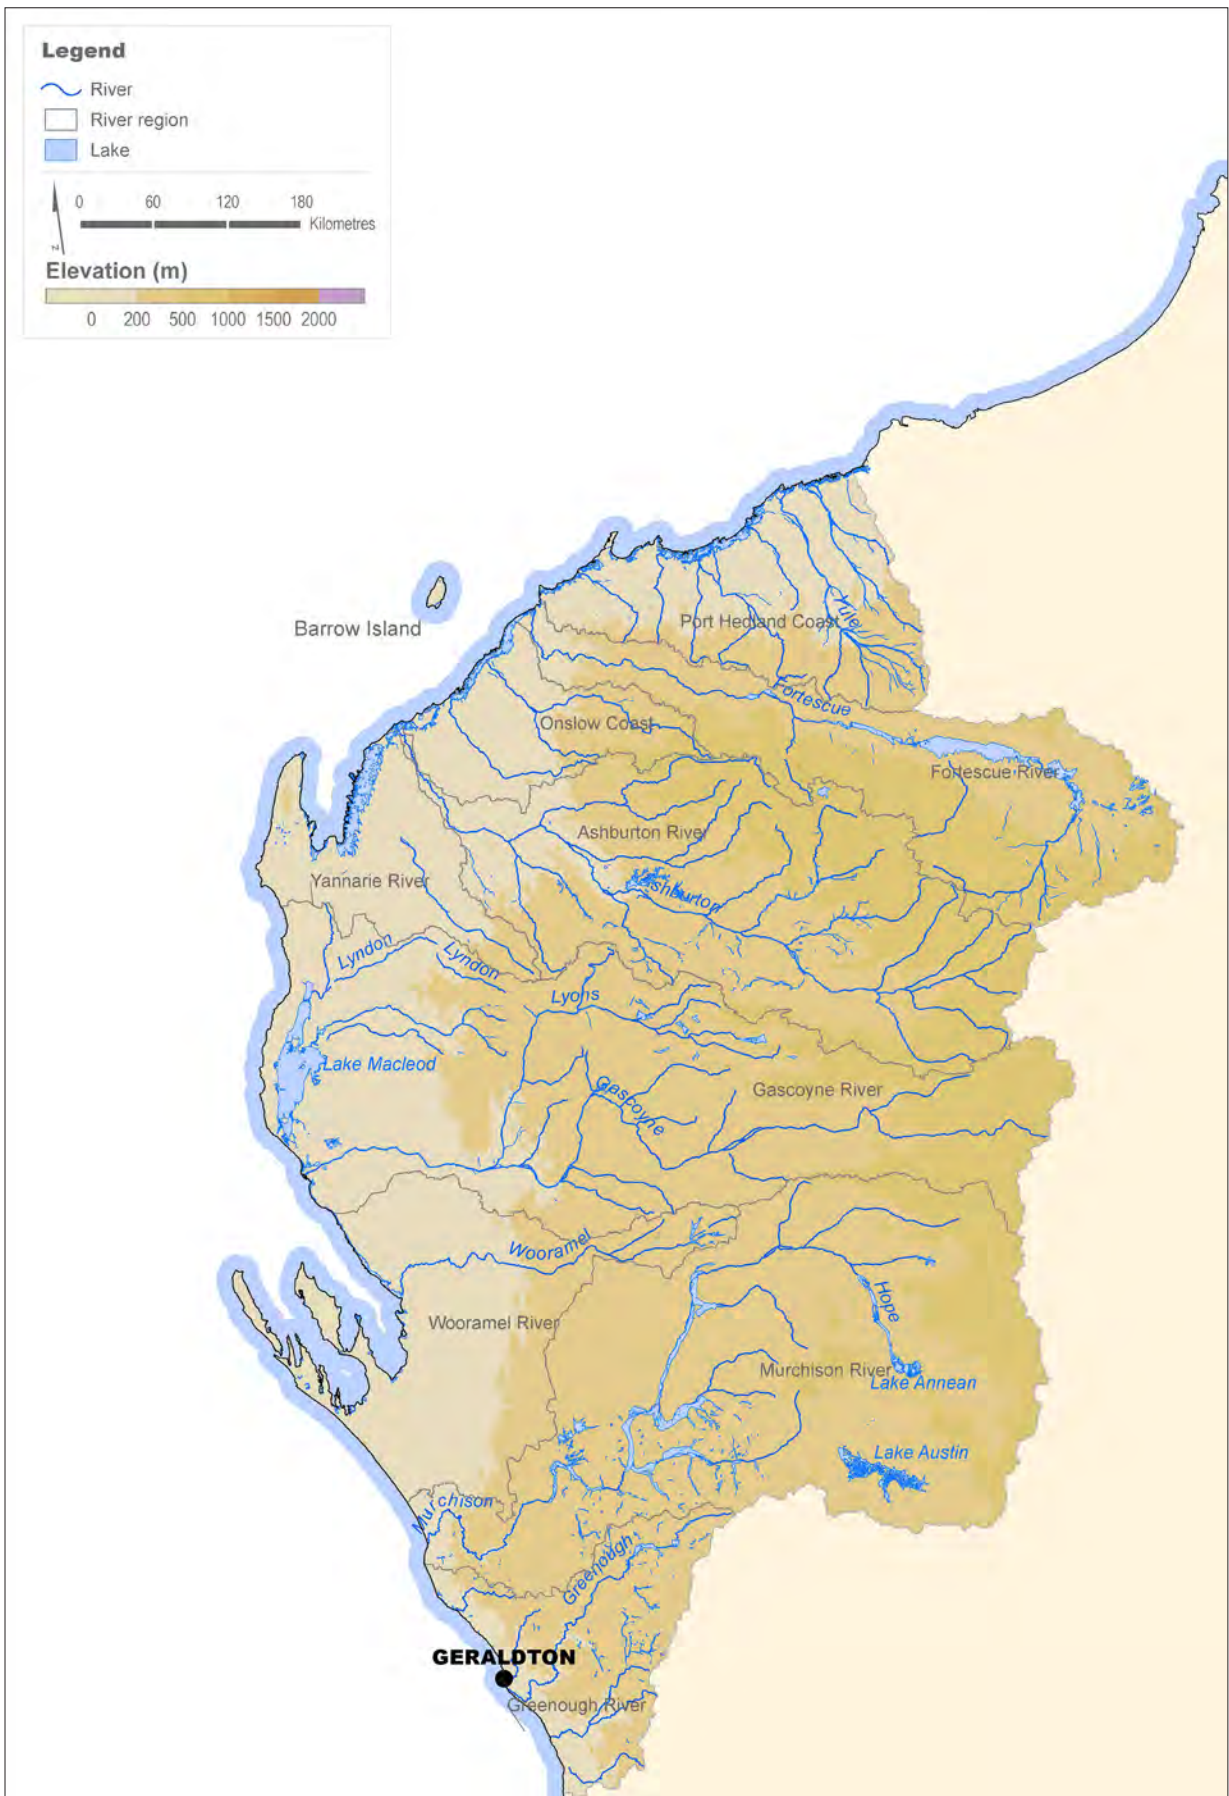 Legend
River
River region
Lake
0 60 120 180
Kilometres
z
Elevation (m)
0 200 500 1000 1500 2000
Barrow Island
Port Hedland Coast
Yule
Fortescue
Onslow Coast
Fortescue River
Ashburton River
Yannarie River
Ashburton
Lyndon
Lyndon
Lyons
Lake Macleod
Gascoyne
Gascoyne River
Wooramel
Hope
Wooramel River
Murchison River
Lake Annean
Lake Austin
Murchison
Greenough
GERALDTON
Greenough River